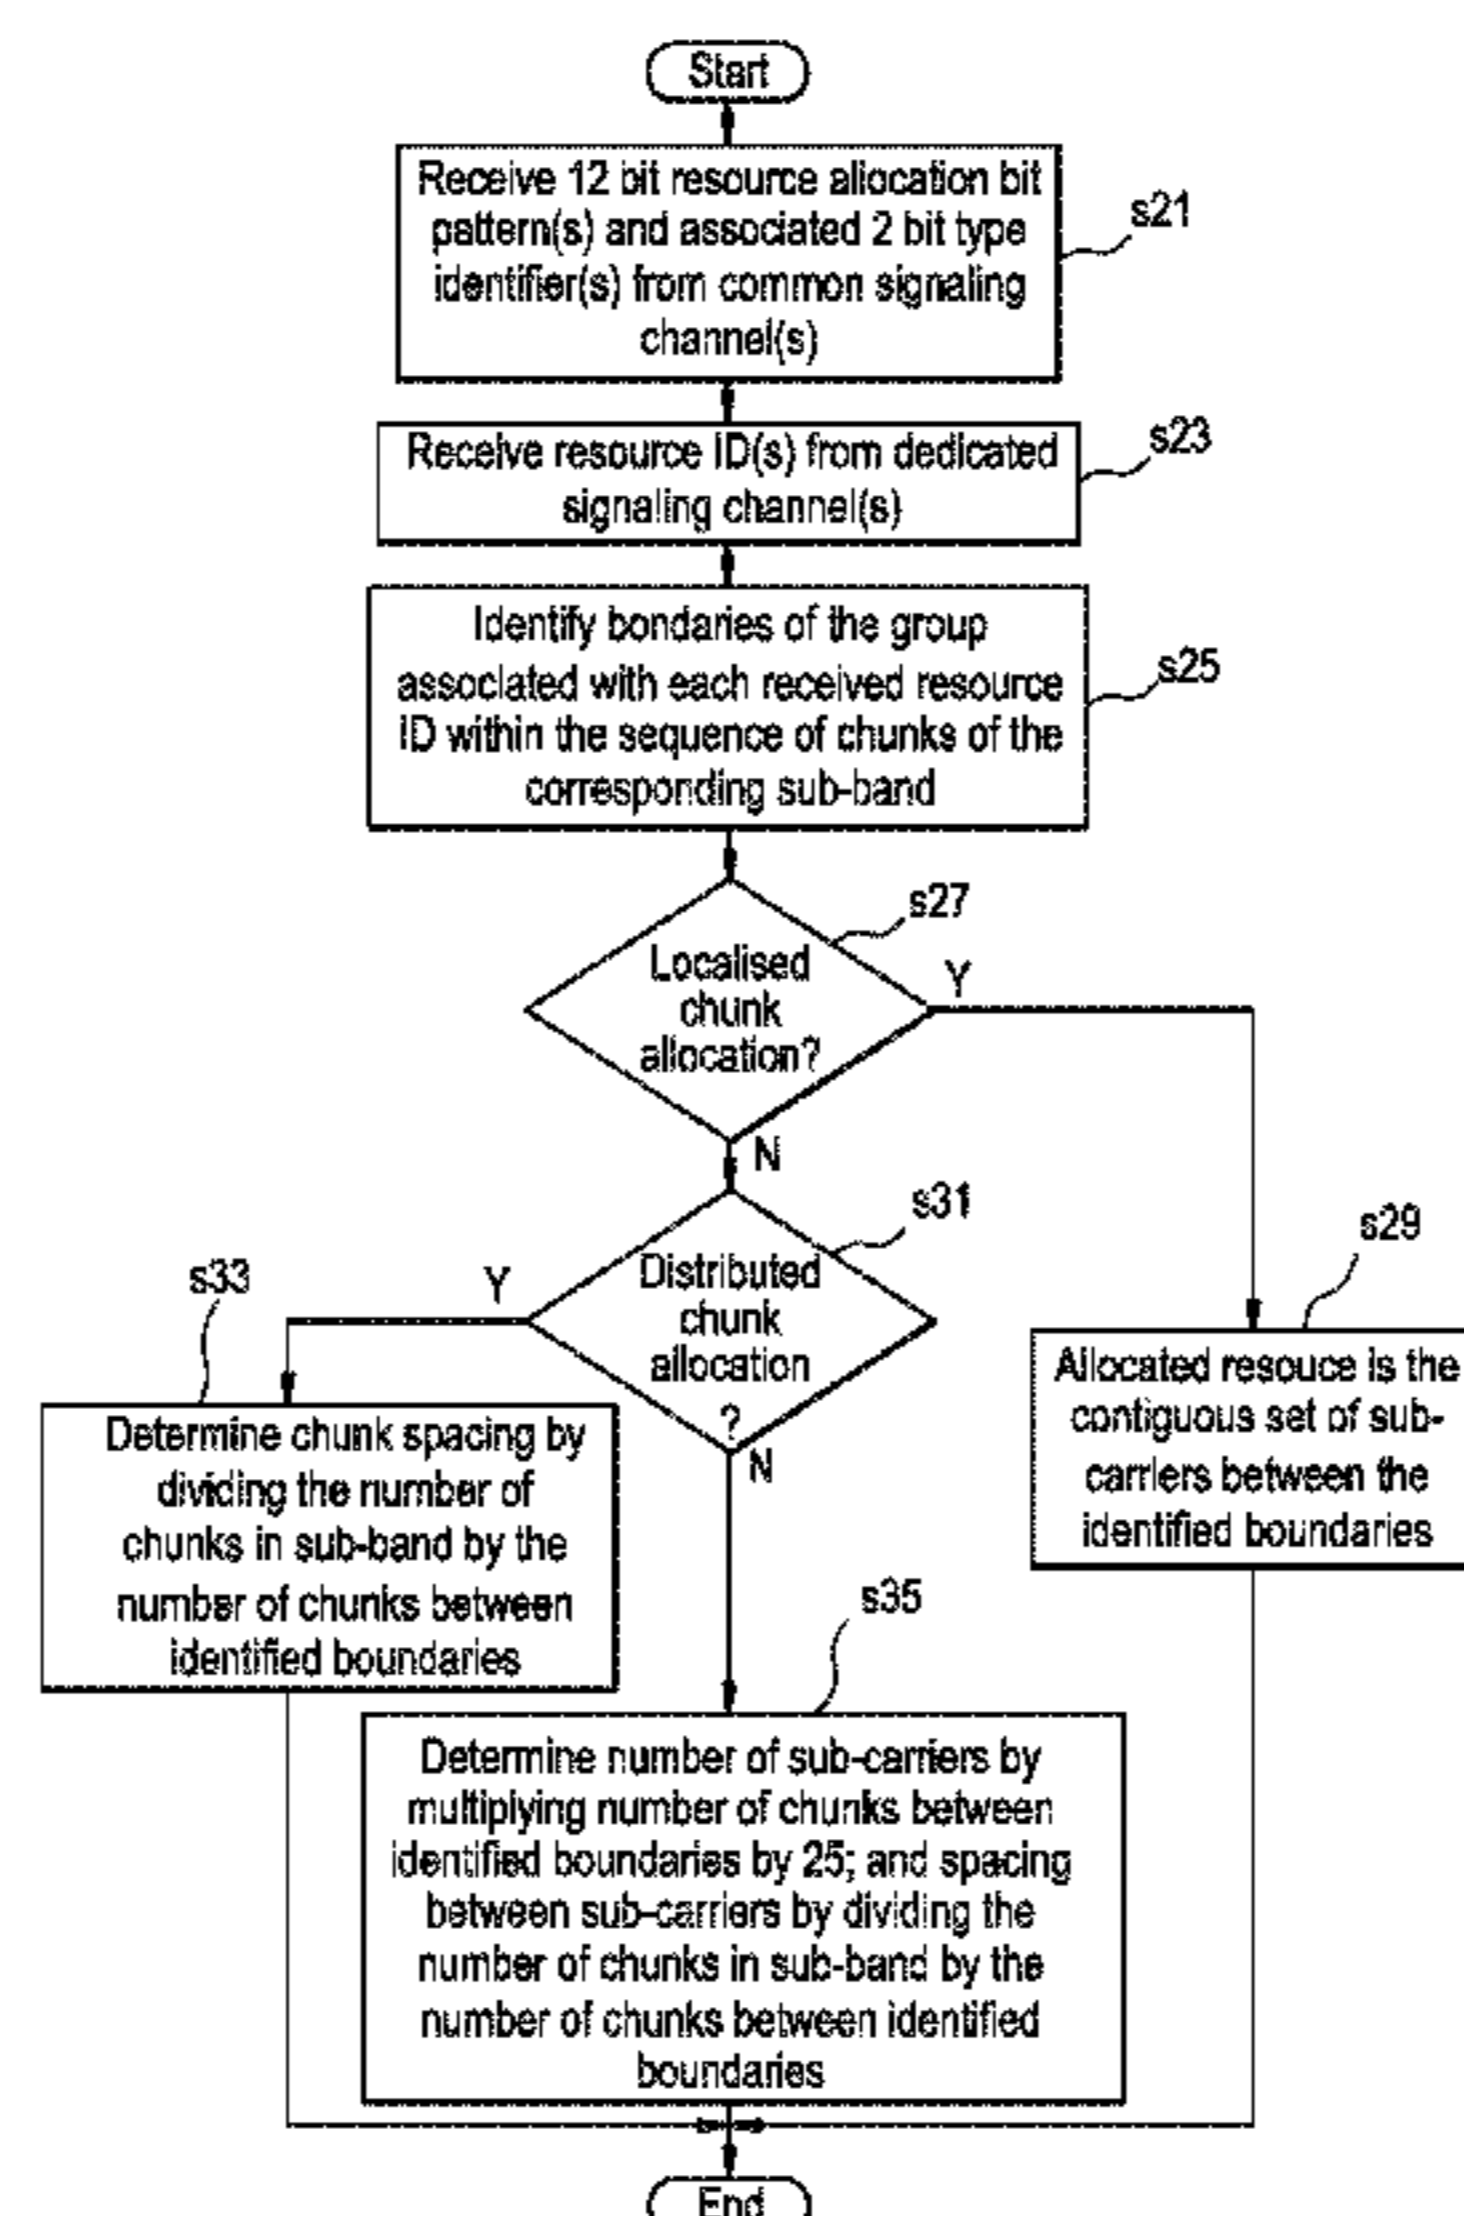 Start
Receive 12 bit resource allocation bit
pattern(s) and associated 2 bit type
identifier(s) from common signaling
channel(s)
s21
Receive resource ID(s) from dedicated
signaling channel(s)
s23
Identify bondaries of the group
associated with each received resource
ID within the sequence of chunks of the
corresponding sub-band
s25
s27
Localised
chunk
allocation?
Y
N
s31
Distributed
chunk
allocation
?
Y
N
s29
Allocated resouce is the
contiguous set of sub-
carriers between the
identified boundaries
s33
Determine chunk spacing by
dividing the number of
chunks in sub-band by the
number of chunks between
identified boundaries
s35
Determine number of sub-carriers by
multiplying number of chunks between
identified boundaries by 25; and spacing
between sub-carriers by dividing the
number of chunks in sub-band by the
number of chunks between identified
boundaries
End